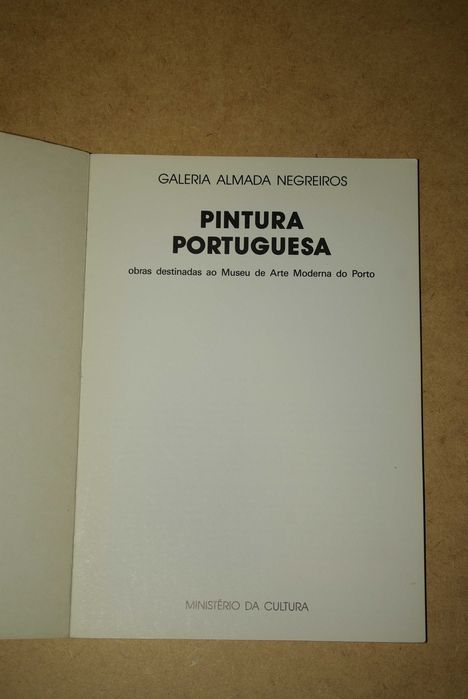 GALERIA ALMADA NEGREIROS
PINTURA
PORTUGUESA
obras destinadas ao Museu de Arte Moderna do Porto
MINISTÉRIO DA CULTURA